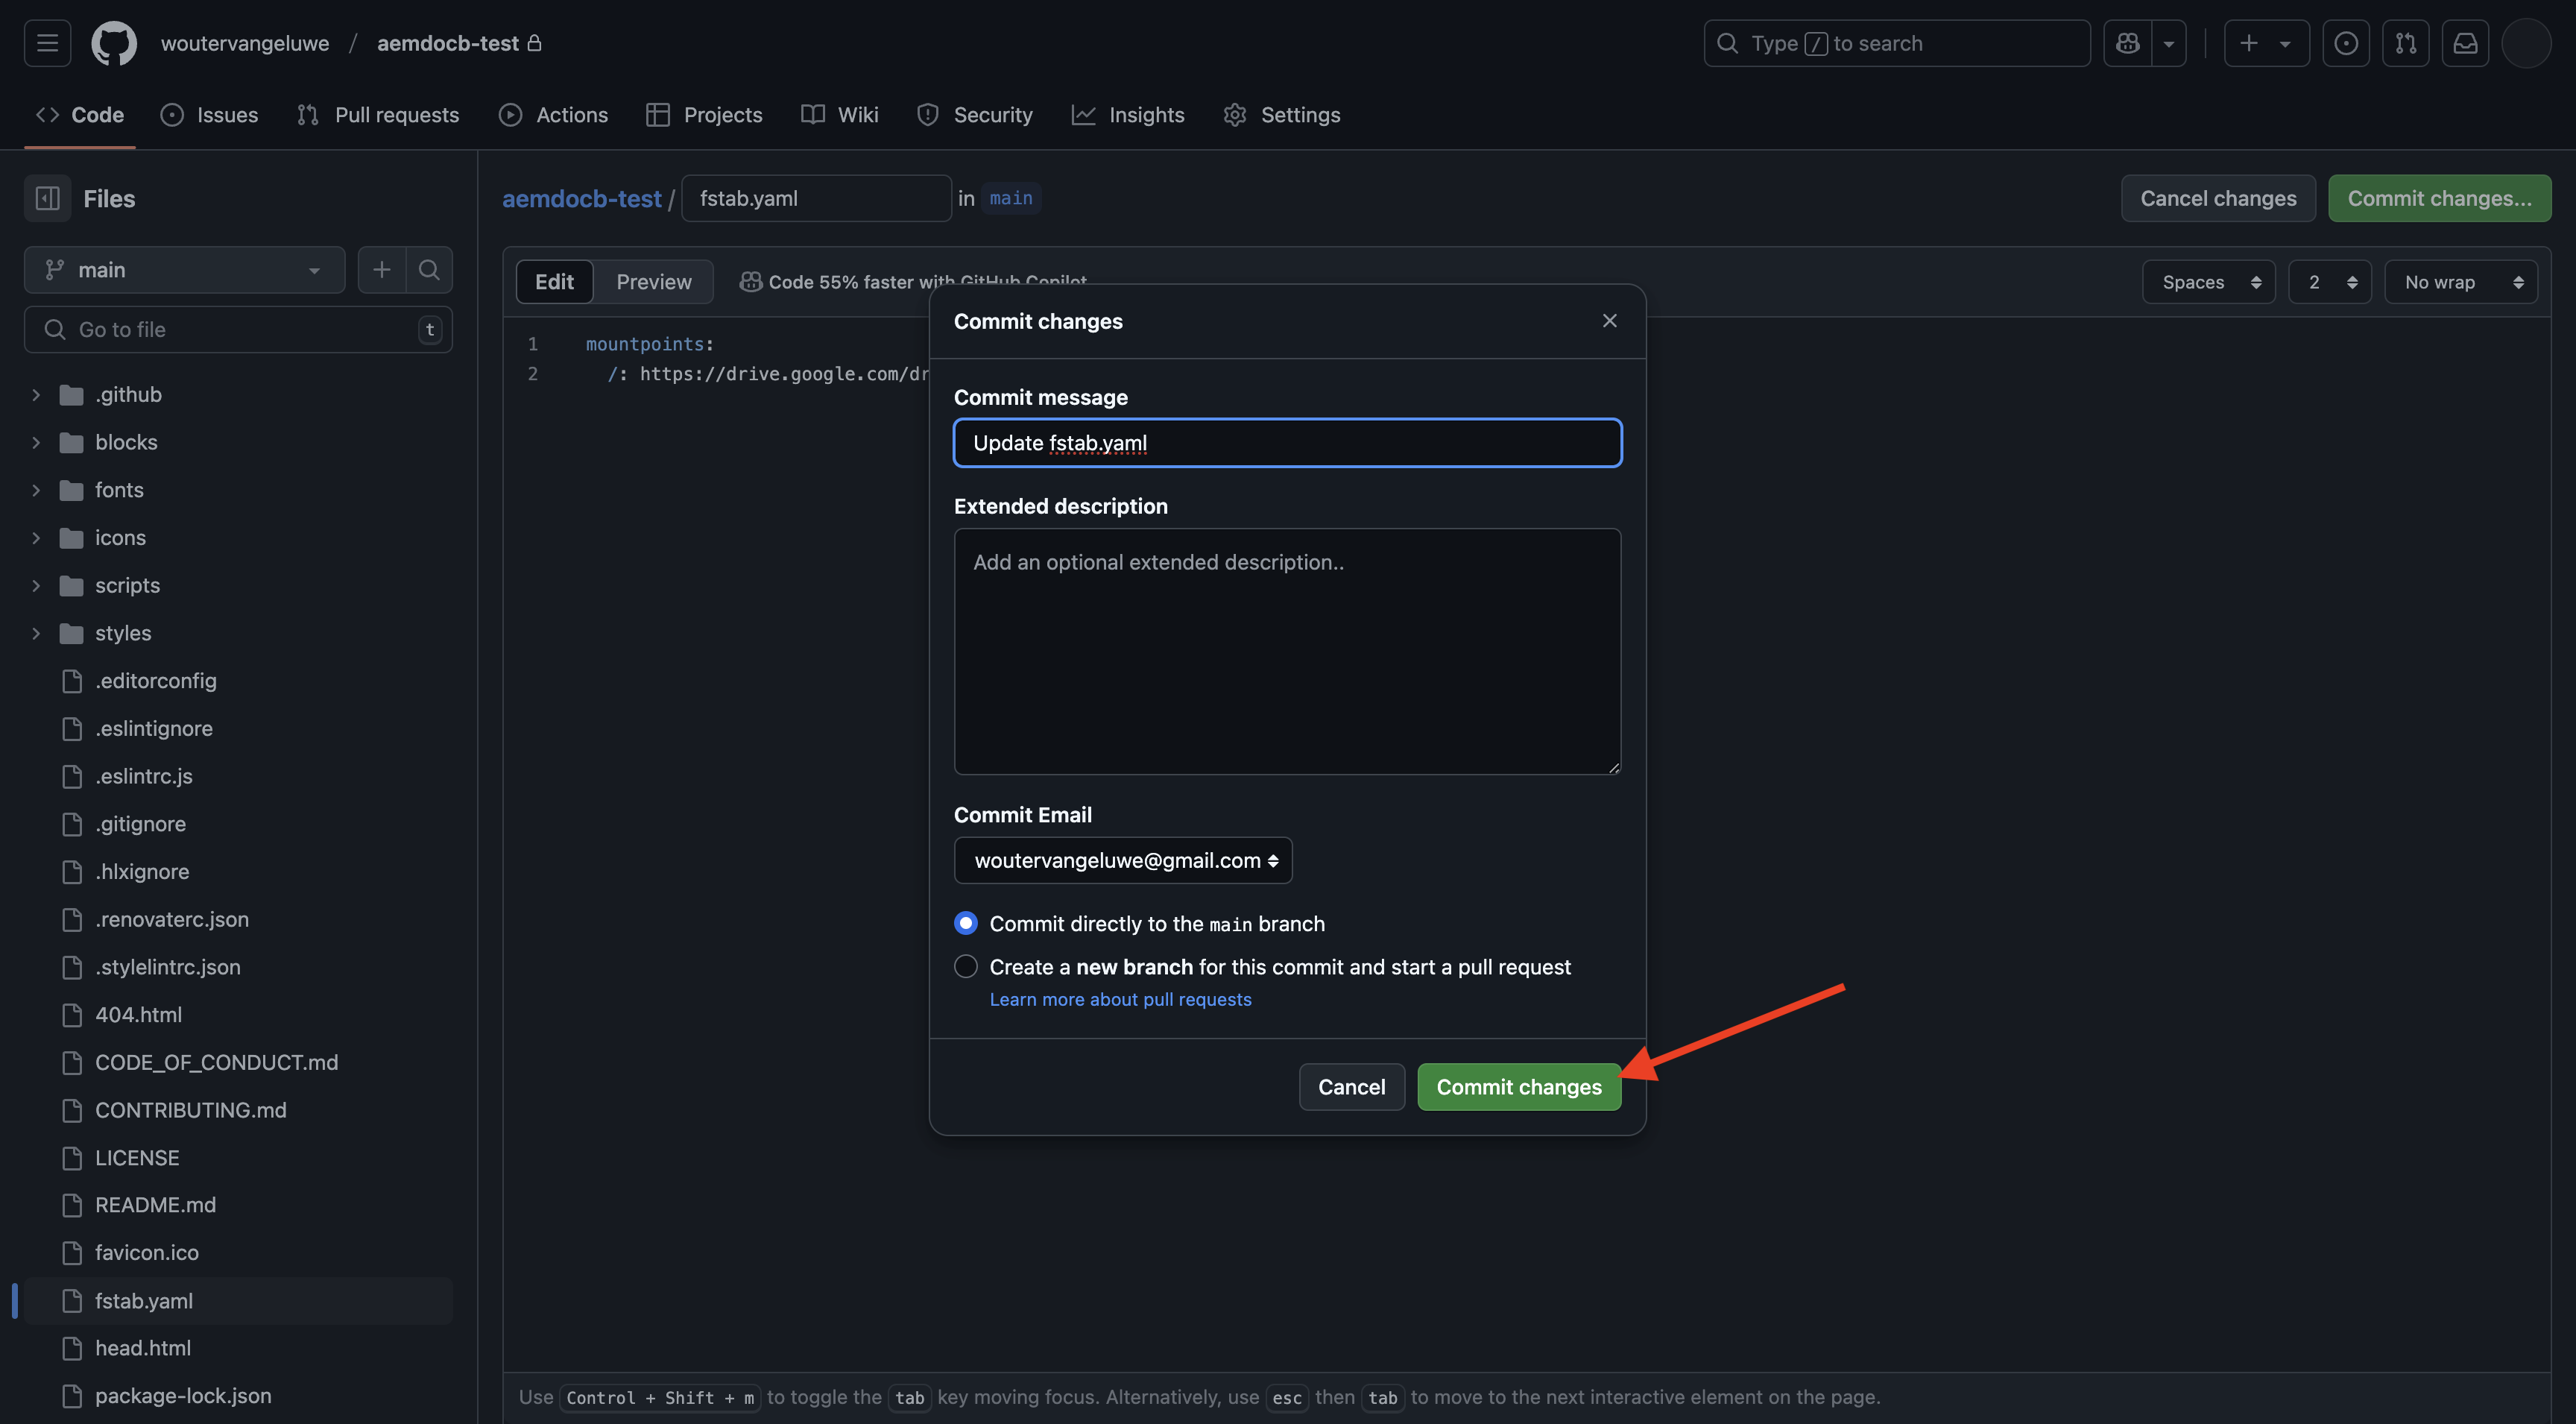 woutervangeluwe / aemdocb-test
Type / to search
Code
Issues
Pull requests
Actions
Projects
Wiki
Security
Insights
Settings
Files
main
Go to file
t
.github
blocks
fonts
icons
scripts
styles
.editorconfig
.eslintignore
.eslintrc.js
.gitignore
.hlxignore
.renovaterc.json
.stylelintrc.json
404.html
CODE_OF_CONDUCT.md
CONTRIBUTING.md
LICENSE
README.md
favicon.ico
fstab.yaml
head.html
package-lock.json
aemdocb-test / fstab.yaml in main
Cancel changes
Commit changes...
Edit
Preview
Code 55% faster with GitHub Copilot
Spaces
2
No wrap
1 mountpoints:
2 /: https://drive.google.com/dr
Commit changes
Commit message
Update fstab.yaml
Extended description
Add an optional extended description..
Commit Email
woutervangeluwe@gmail.com
Commit directly to the main branch
Create a new branch for this commit and start a pull request
Learn more about pull requests
Cancel
Commit changes
Use Control + Shift + m to toggle the tab key moving focus. Alternatively, use esc then tab to move to the next interactive element on the page.